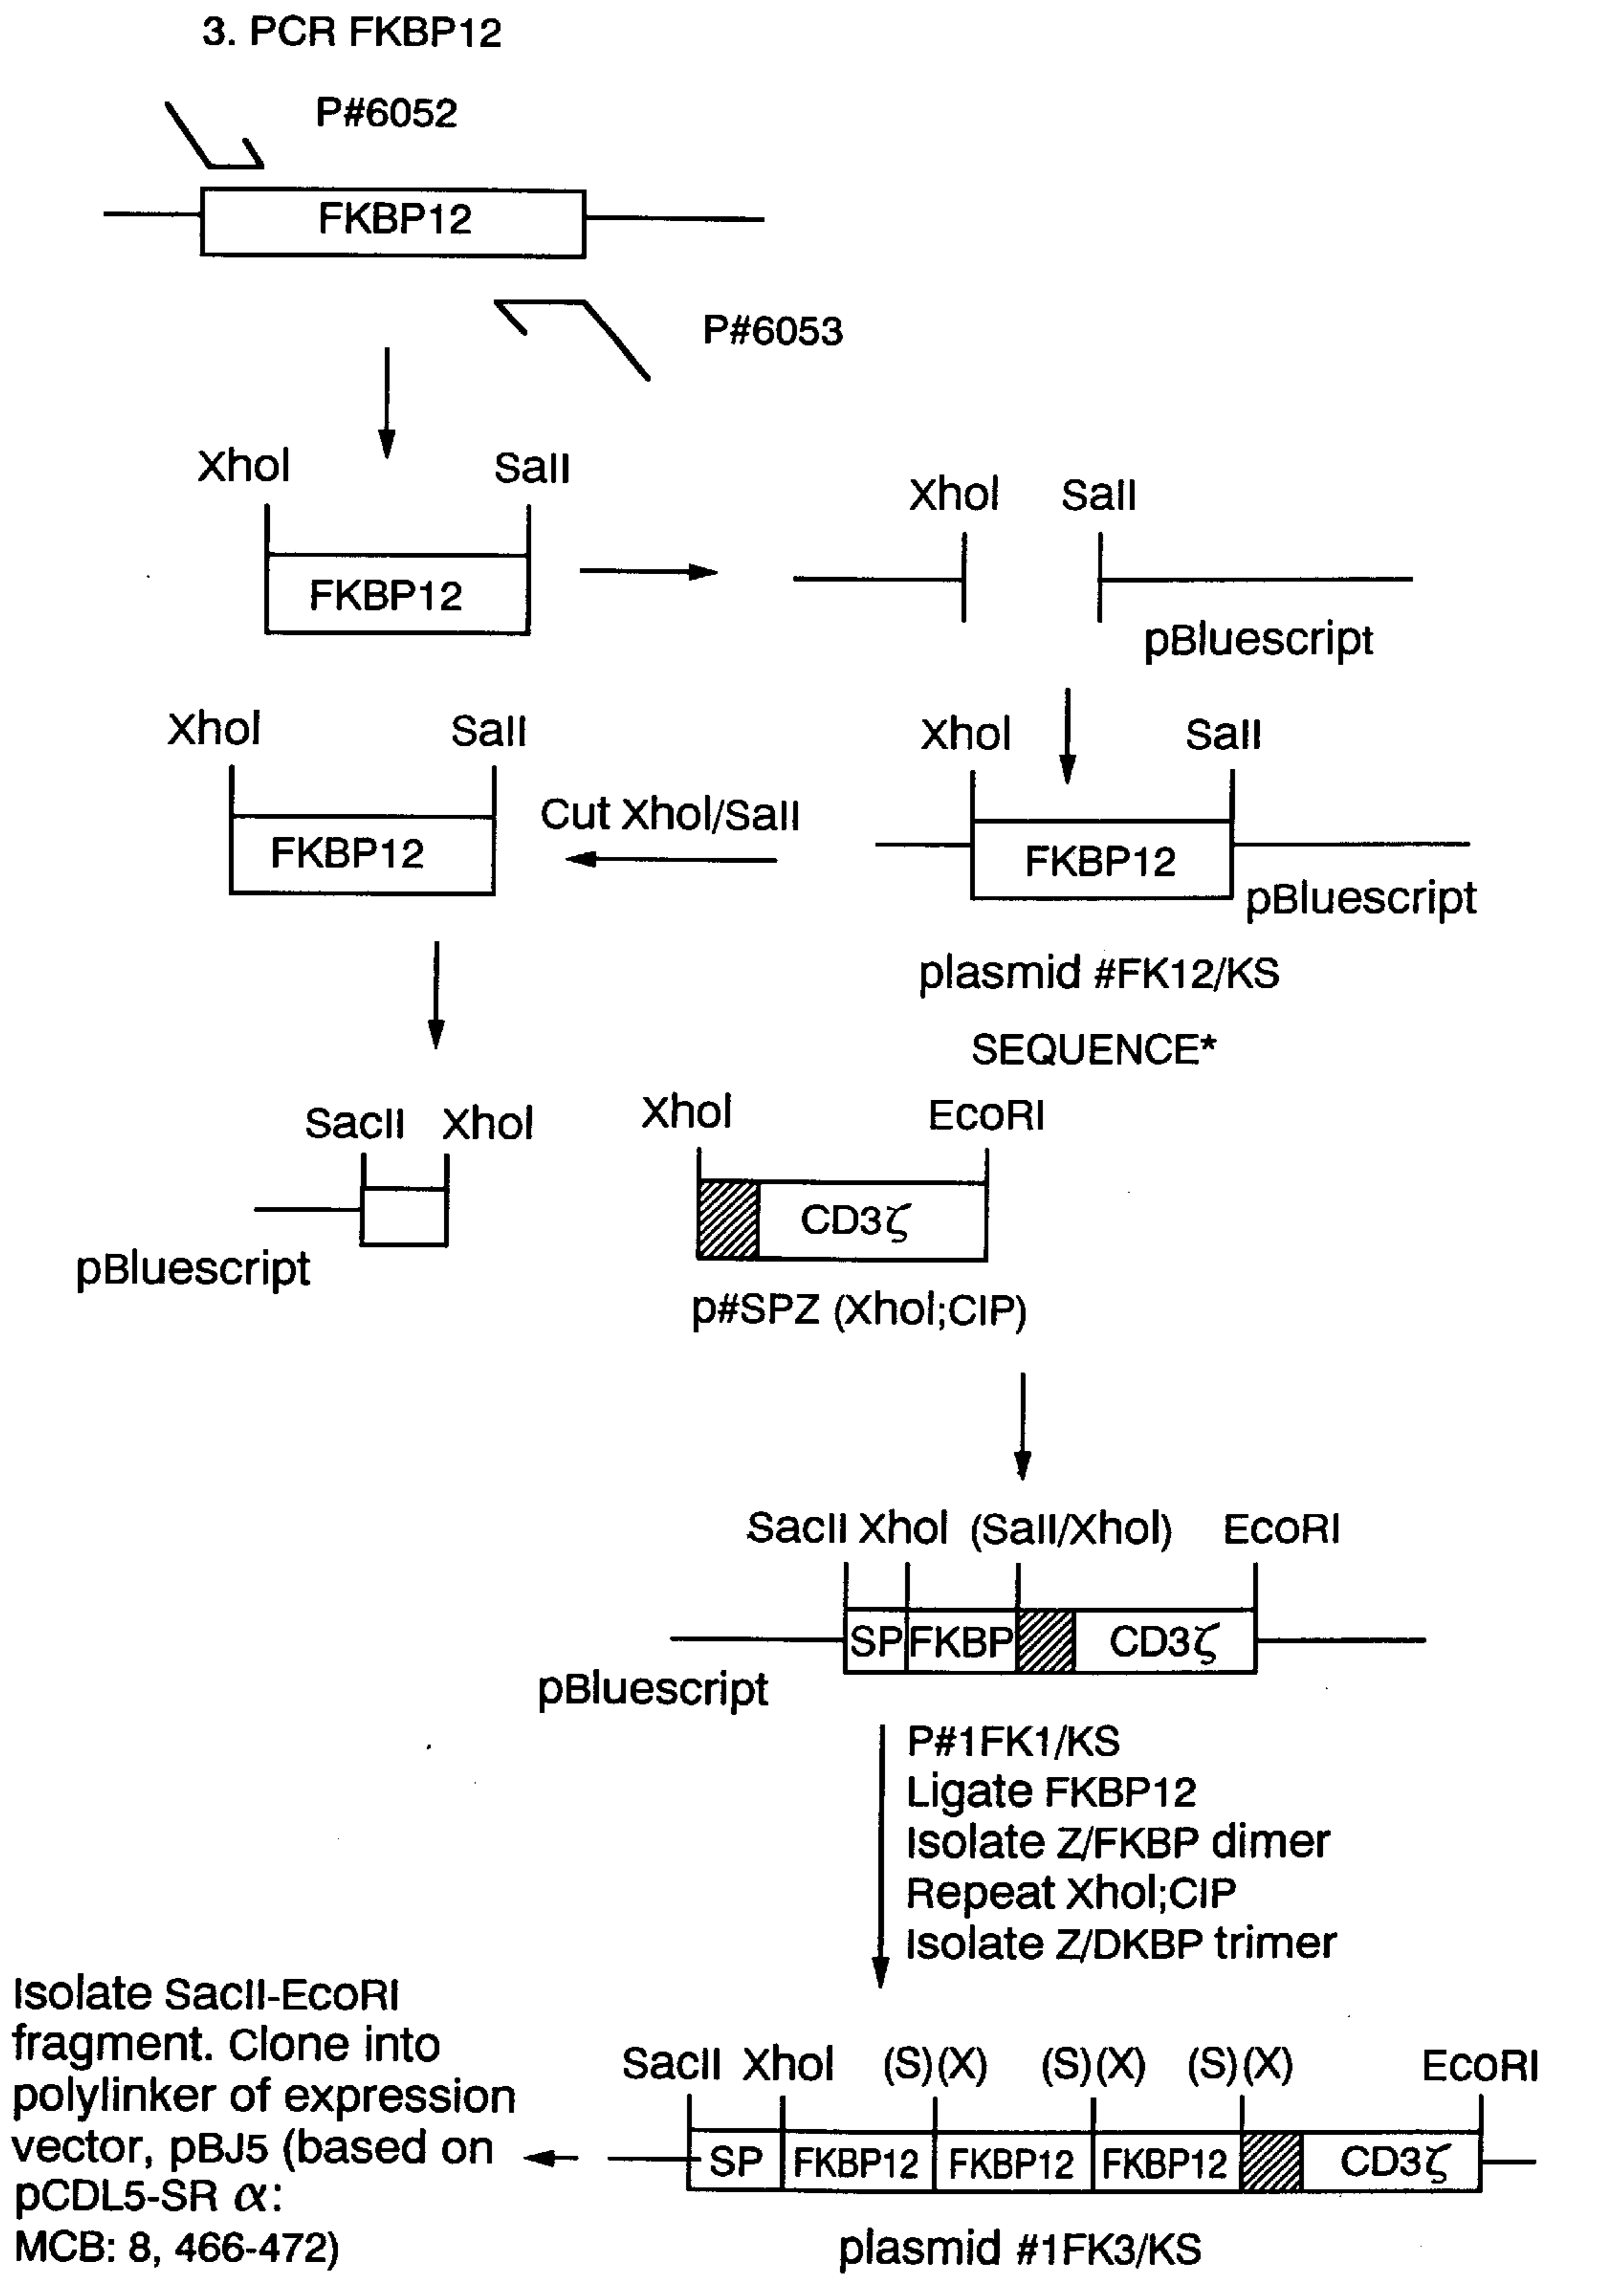 3. PCR FKBP12
P#6052
FKBP12
P#6053
XhoI SalI
FKBP12
XhoI SalI
pBluescript
XhoI SalI
FKBP12
Cut XhoI/SalI
XhoI SalI
FKBP12
pBluescript
plasmid #FK12/KS
SEQUENCE*
SacII XhoI
pBluescript
XhoI EcoRI
CD3ζ
p#SPZ (XhoI;CIP)
SacII XhoI (SalI/XhoI) EcoRI
SP FKBP CD3ζ
pBluescript
P#1FK1/KS
Ligate FKBP12
Isolate Z/FKBP dimer
Repeat XhoI;CIP
Isolate Z/DKBP trimer
Isolate SacII-EcoRI
fragment. Clone into
polylinker of expression
vector, pBJ5 (based on
pCDL5-SR α:
MCB: 8, 466-472)
SacII XhoI (S)(X) (S)(X) (S)(X) EcoRI
SP FKBP12 FKBP12 FKBP12 CD3ζ
plasmid #1FK3/KS